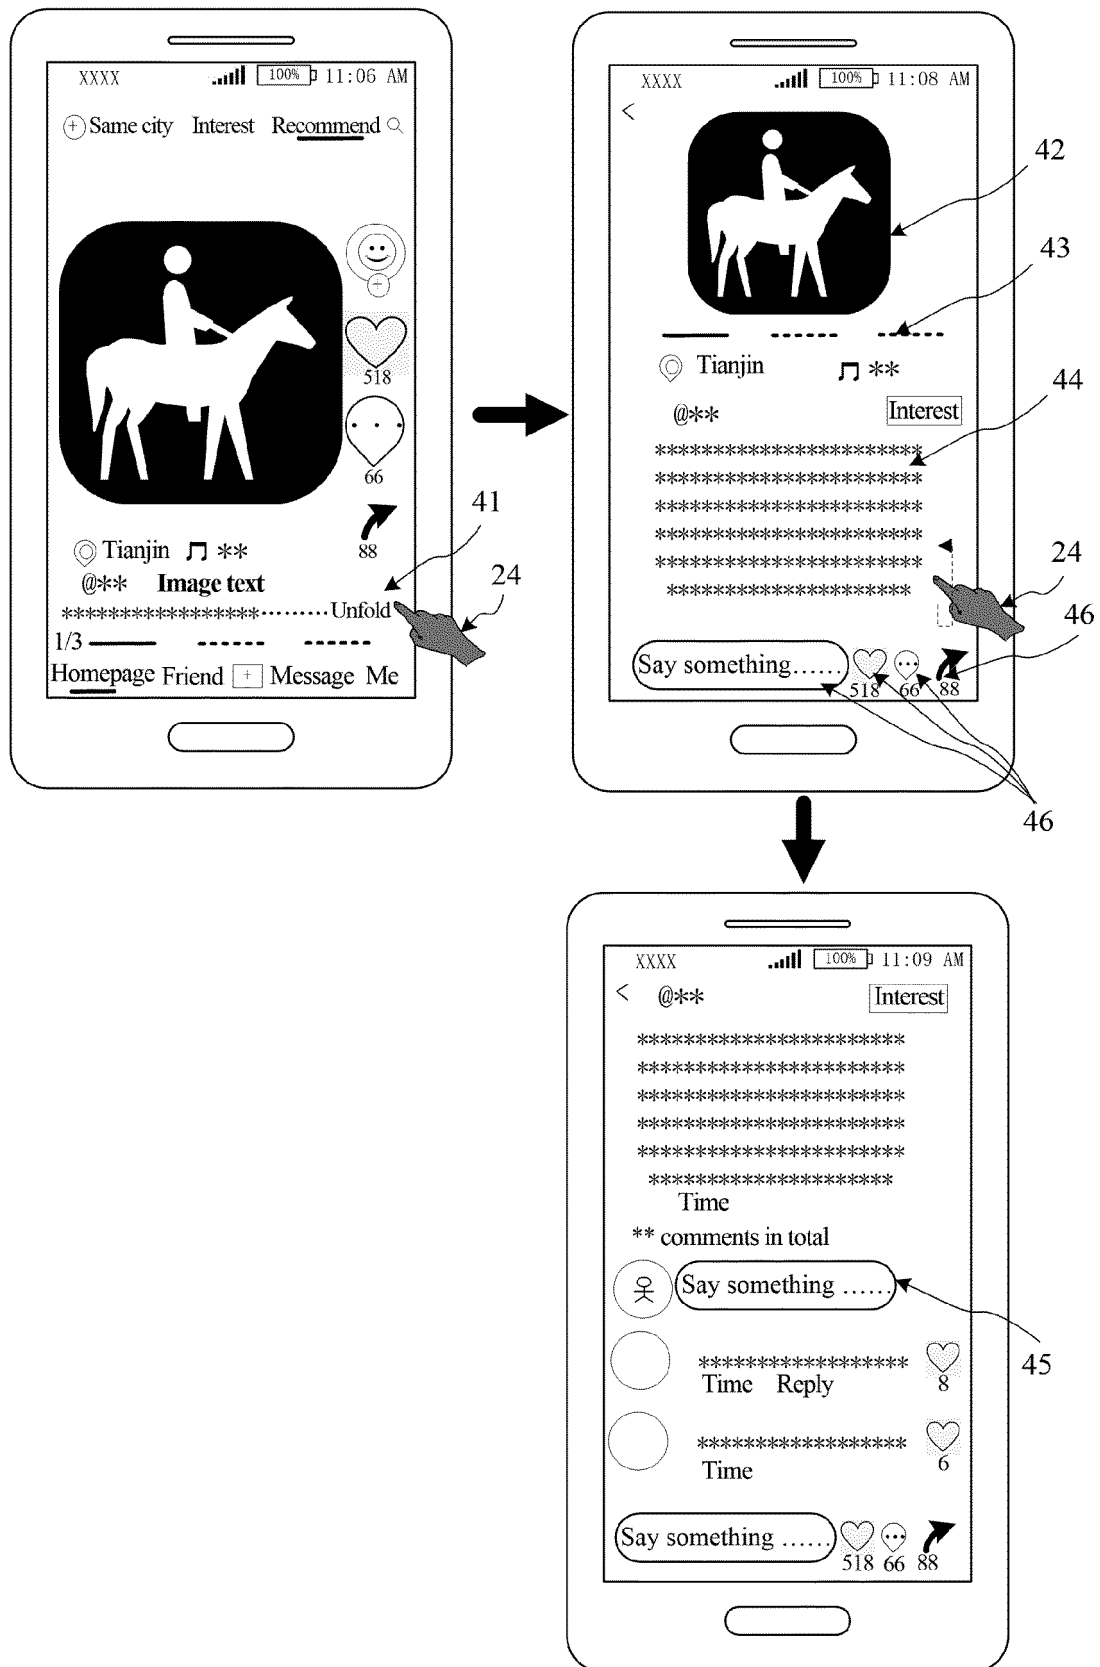 XXXX 100% 11:06 AM
+ Same city Interest Recommend
518
66
88
Tianjin **
@** Image text
*****************········Unfold
1/3
Homepage Friend + Message Me
41
24
XXXX 100% 11:08 AM
<
Tianjin **
@** Interest
***********************
***********************
***********************
***********************
***********************
*********************
Say something......
518 66 88
42
43
44
24
46
46
XXXX 100% 11:09 AM
< @** Interest
***********************
***********************
***********************
***********************
***********************
*********************
Time
** comments in total
Say something ......
45
******************
Time Reply
8
******************
Time
6
Say something ......
518 66 88